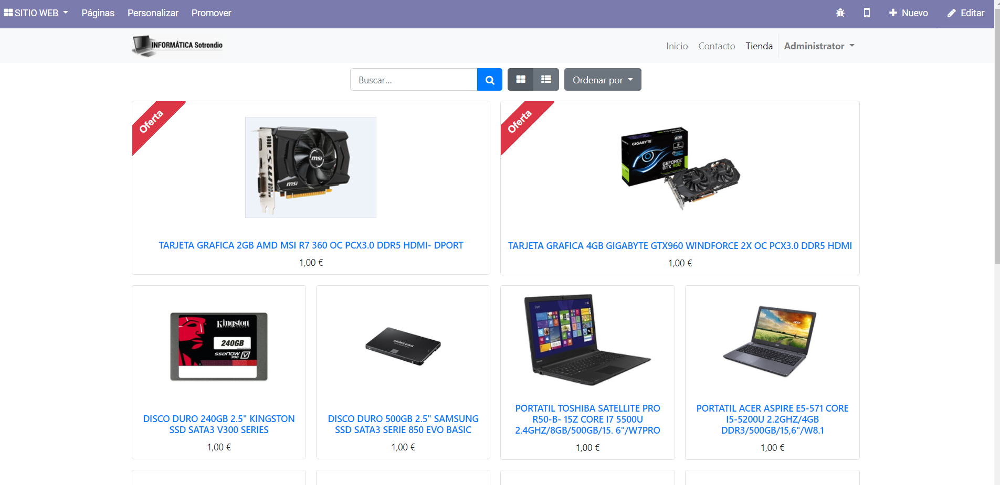 SITIO WEB Páginas Personalizar Promover Nuevo Editar
INFORMÁTICA Sotrondio Inicio Contacto Tienda Administrator
Buscar... Ordenar por
Oferta
Oferta
msi
msi
GIGABYTE
GEFORCE
GTX 960
TARJETA GRAFICA 2GB AMD MSI R7 360 OC PCX3.0 DDR5 HDMI- DPORT
1,00 €
TARJETA GRAFICA 4GB GIGABYTE GTX960 WINDFORCE 2X OC PCX3.0 DDR5 HDMI
1,00 €
Kingston
TECHNOLOGY
240GB
SSDNOW
300 V
SAMSUNG
Start
acer
DISCO DURO 240GB 2.5" KINGSTON
SSD SATA3 V300 SERIES
1,00 €
DISCO DURO 500GB 2.5" SAMSUNG
SSD SATA3 SERIE 850 EVO BASIC
1,00 €
PORTATIL TOSHIBA SATELLITE PRO
R50-B- 15Z CORE I7 5500U
2.4GHZ/8GB/500GB/15. 6"/W7PRO
1,00 €
PORTATIL ACER ASPIRE E5-571 CORE
I5-5200U 2.2GHZ/4GB
DDR3/500GB/15,6"/W8.1
1,00 €